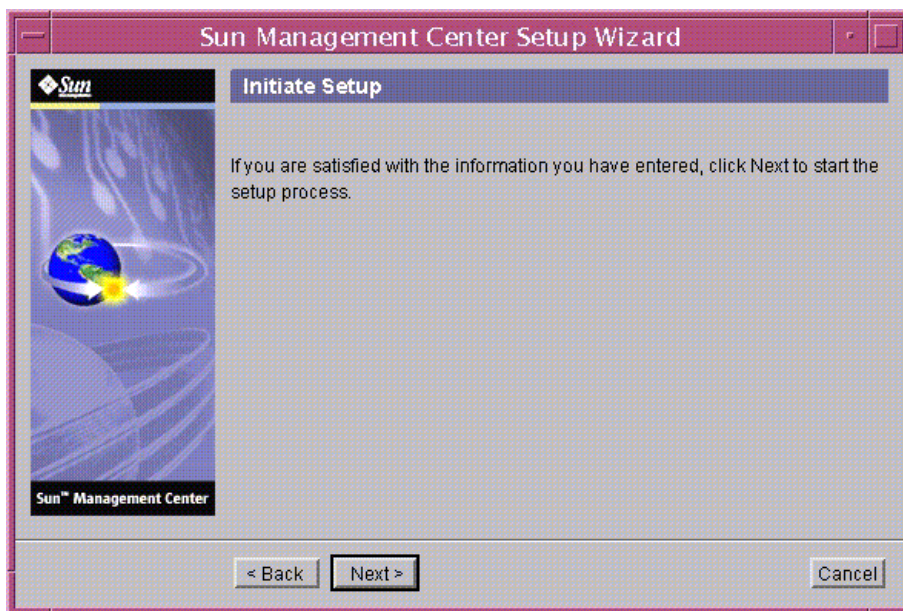 Sun Management Center Setup Wizard
Sun
Initiate Setup
If you are satisfied with the information you have entered, click Next to start the
setup process.
Sun™ Management Center
< Back
Next >
Cancel